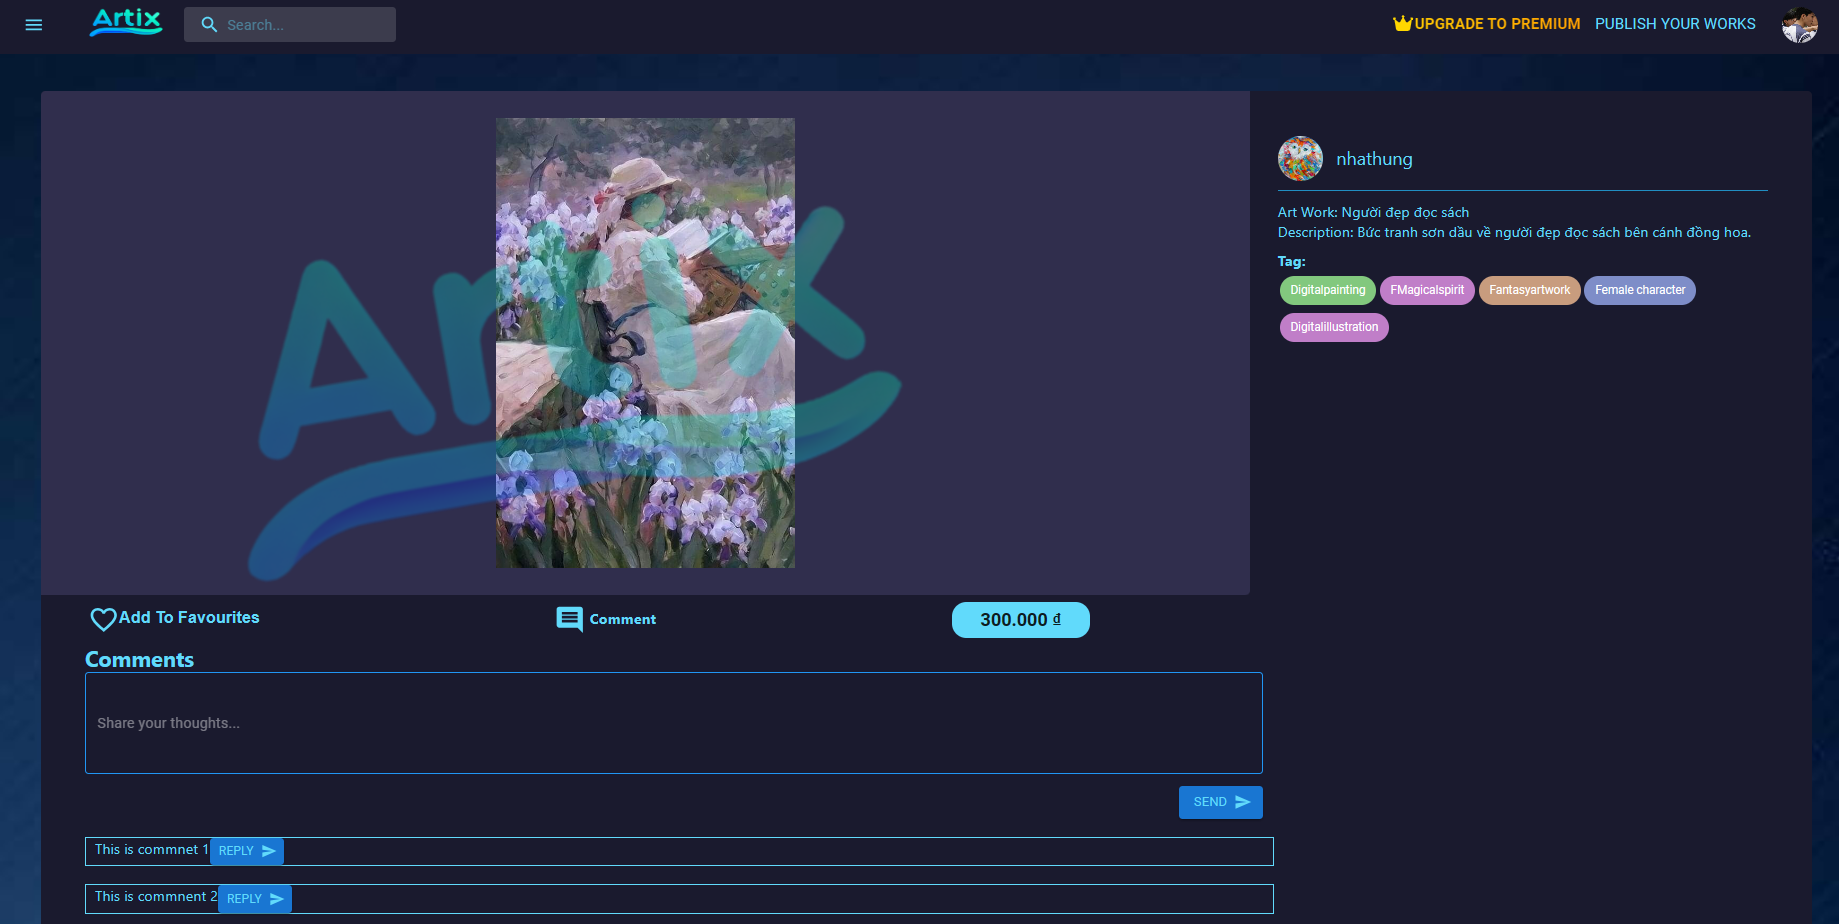 Artix
Search...
UPGRADE TO PREMIUM
PUBLISH YOUR WORKS
Artix
nhathung
Art Work: Người đẹp đọc sách
Description: Bức tranh sơn dầu về người đẹp đọc sách bên cánh đồng hoa.
Tag:
Digitalpainting
FMagicalspirit
Fantasyartwork
Female character
Digitalillustration
Add To Favourites
Comment
300.000 ₫
Comments
Share your thoughts...
SEND
This is commnet 1
REPLY
This is commnent 2
REPLY